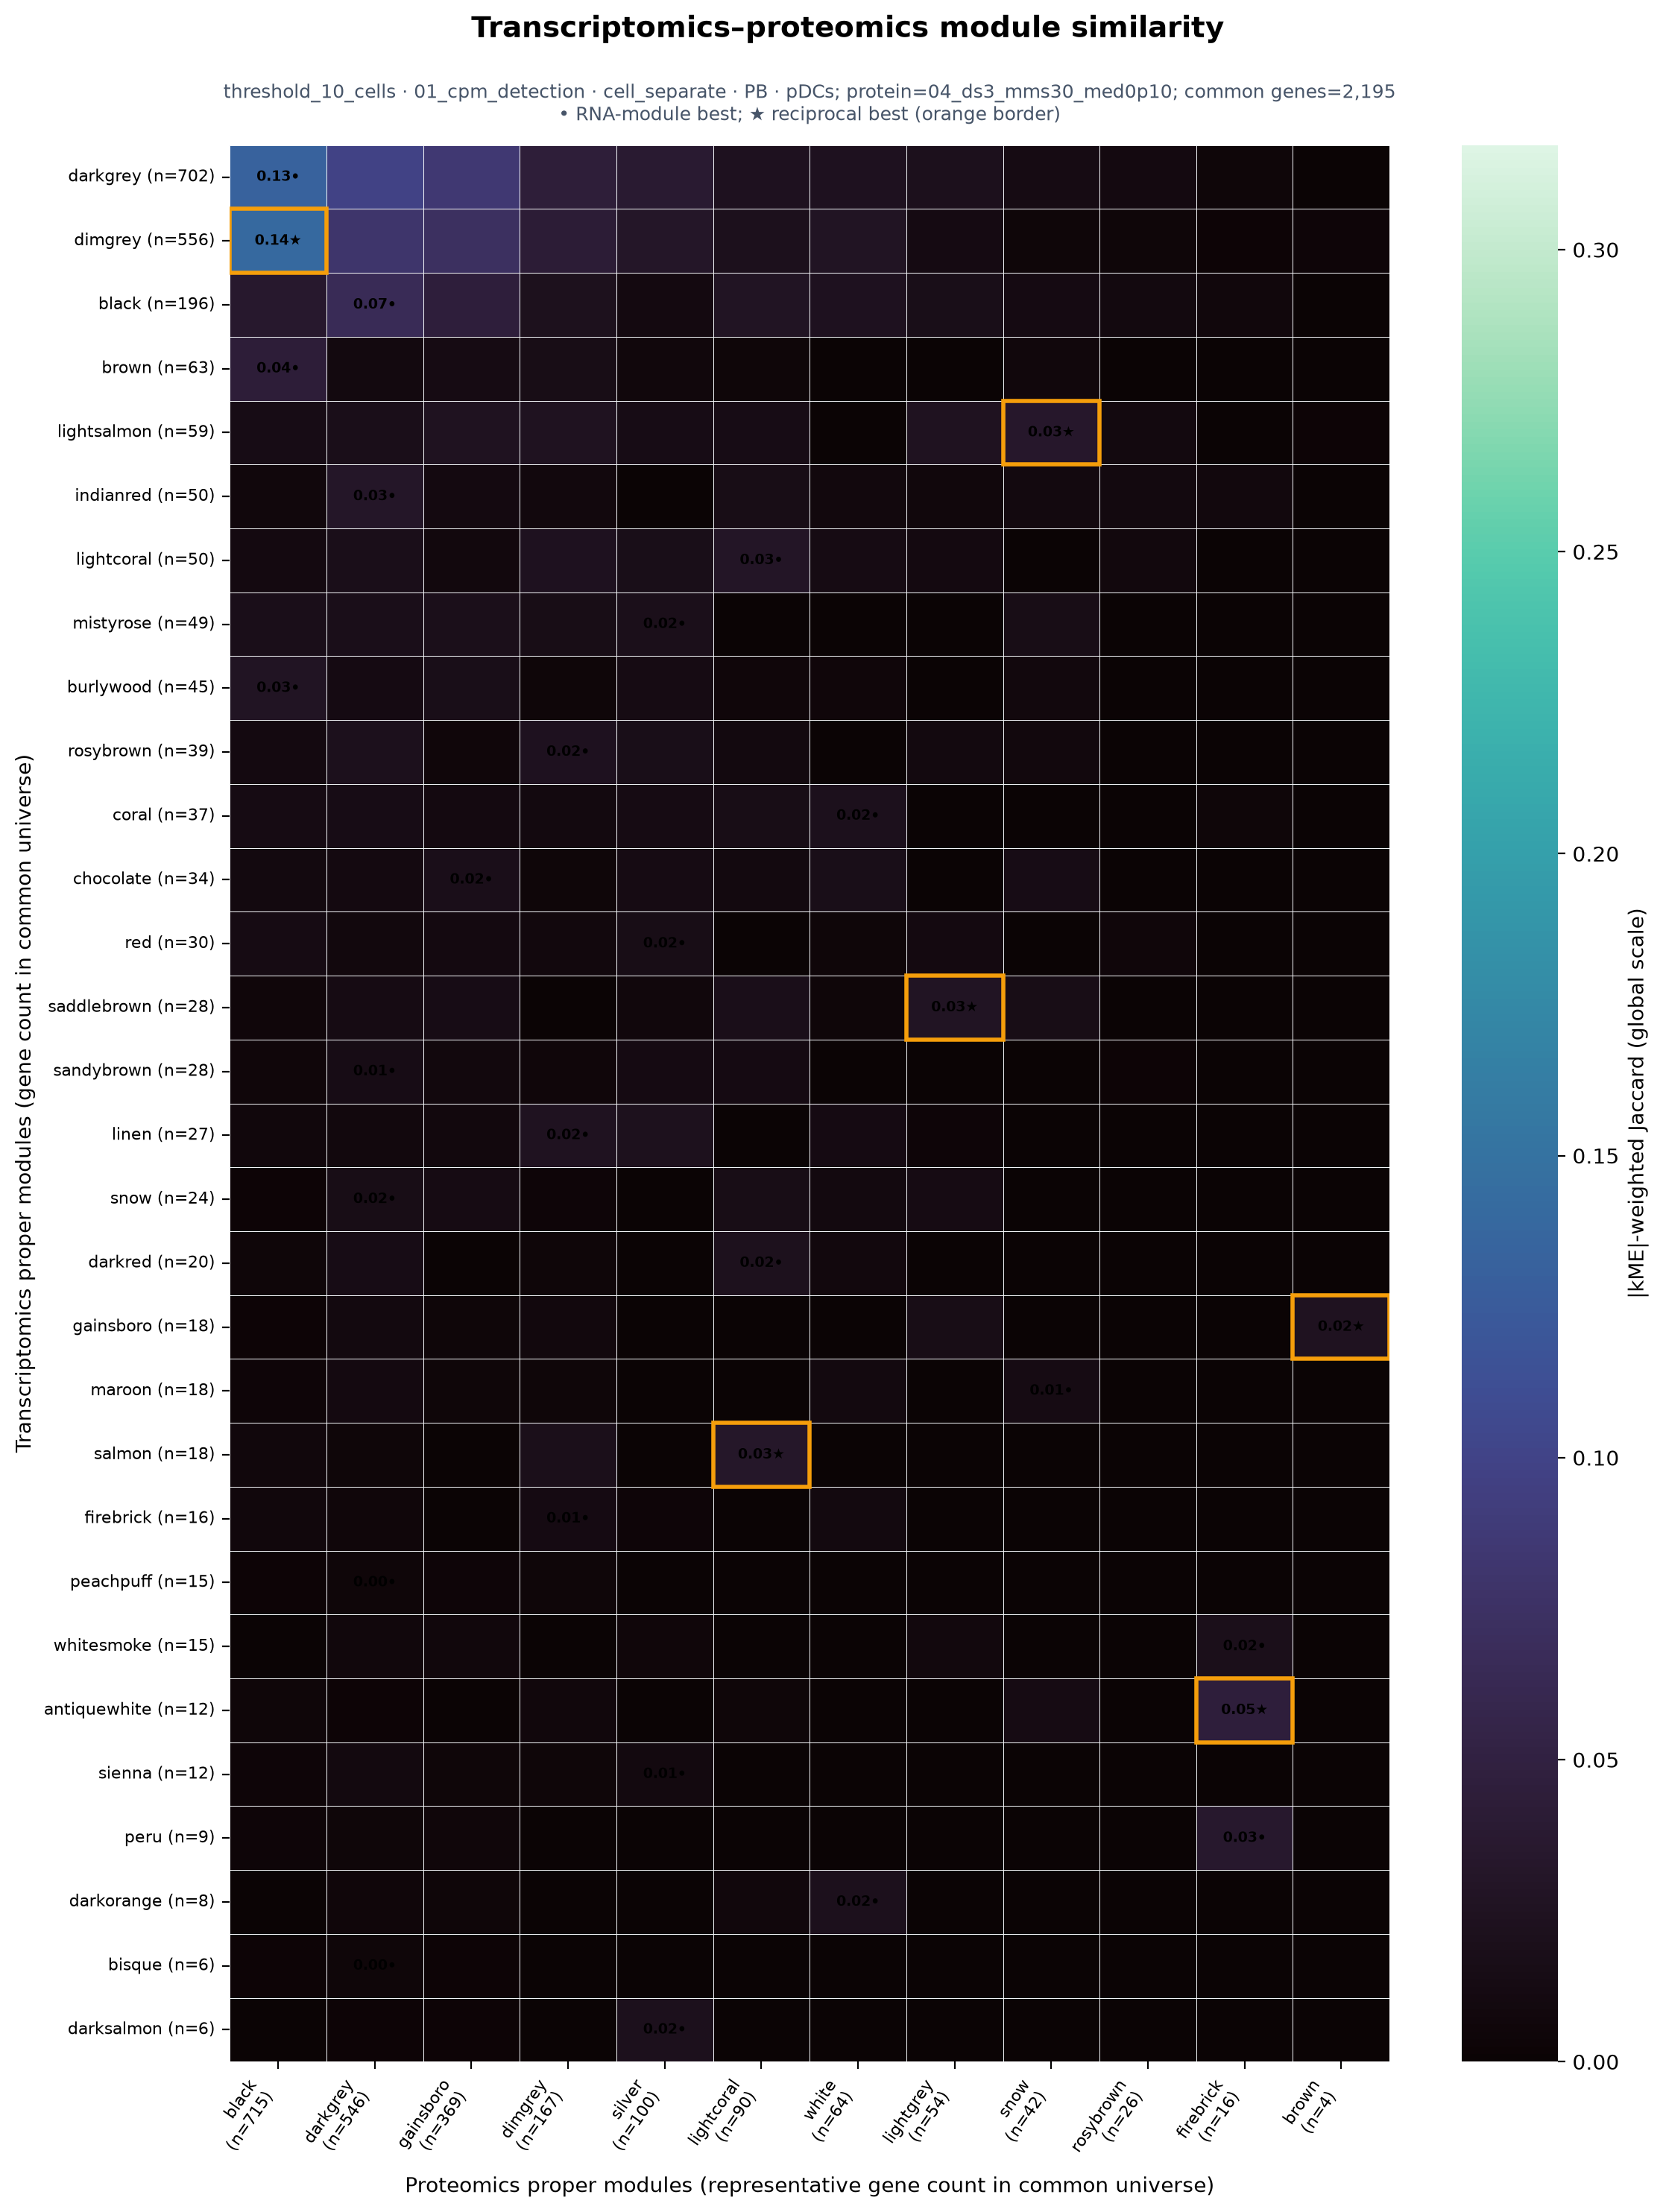 Transcriptomics–proteomics module similarity
threshold_10_cells · 01_cpm_detection · cell_separate · PB · pDCs; protein=04_ds3_mms30_med0p10; common genes=2,195
• RNA-module best; ★ reciprocal best (orange border)
Transcriptomics proper modules (gene count in common universe)
darkgrey (n=702)
0.13•
dimgrey (n=556)
0.14★
black (n=196)
0.07•
brown (n=63)
0.04•
lightsalmon (n=59)
0.03★
indianred (n=50)
0.03•
lightcoral (n=50)
0.03•
mistyrose (n=49)
0.02•
burlywood (n=45)
0.03•
rosybrown (n=39)
0.02•
coral (n=37)
0.02•
chocolate (n=34)
0.02•
red (n=30)
0.02•
saddlebrown (n=28)
0.03★
sandybrown (n=28)
0.01•
linen (n=27)
0.02•
snow (n=24)
0.02•
darkred (n=20)
0.02•
gainsboro (n=18)
0.02★
maroon (n=18)
0.01•
salmon (n=18)
0.03★
firebrick (n=16)
0.01•
peachpuff (n=15)
0.00•
whitesmoke (n=15)
0.02•
antiquewhite (n=12)
0.05★
sienna (n=12)
0.01•
peru (n=9)
0.03•
darkorange (n=8)
0.02•
bisque (n=6)
0.00•
darksalmon (n=6)
0.02•
black
(n=715)
darkgrey
(n=546)
gainsboro
(n=369)
dimgrey
(n=167)
silver
(n=100)
lightcoral
(n=90)
white
(n=64)
lightgrey
(n=54)
snow
(n=42)
rosybrown
(n=26)
firebrick
(n=16)
brown
(n=4)
Proteomics proper modules (representative gene count in common universe)
0.30
0.25
0.20
0.15
0.10
0.05
0.00
|kME|-weighted Jaccard (global scale)